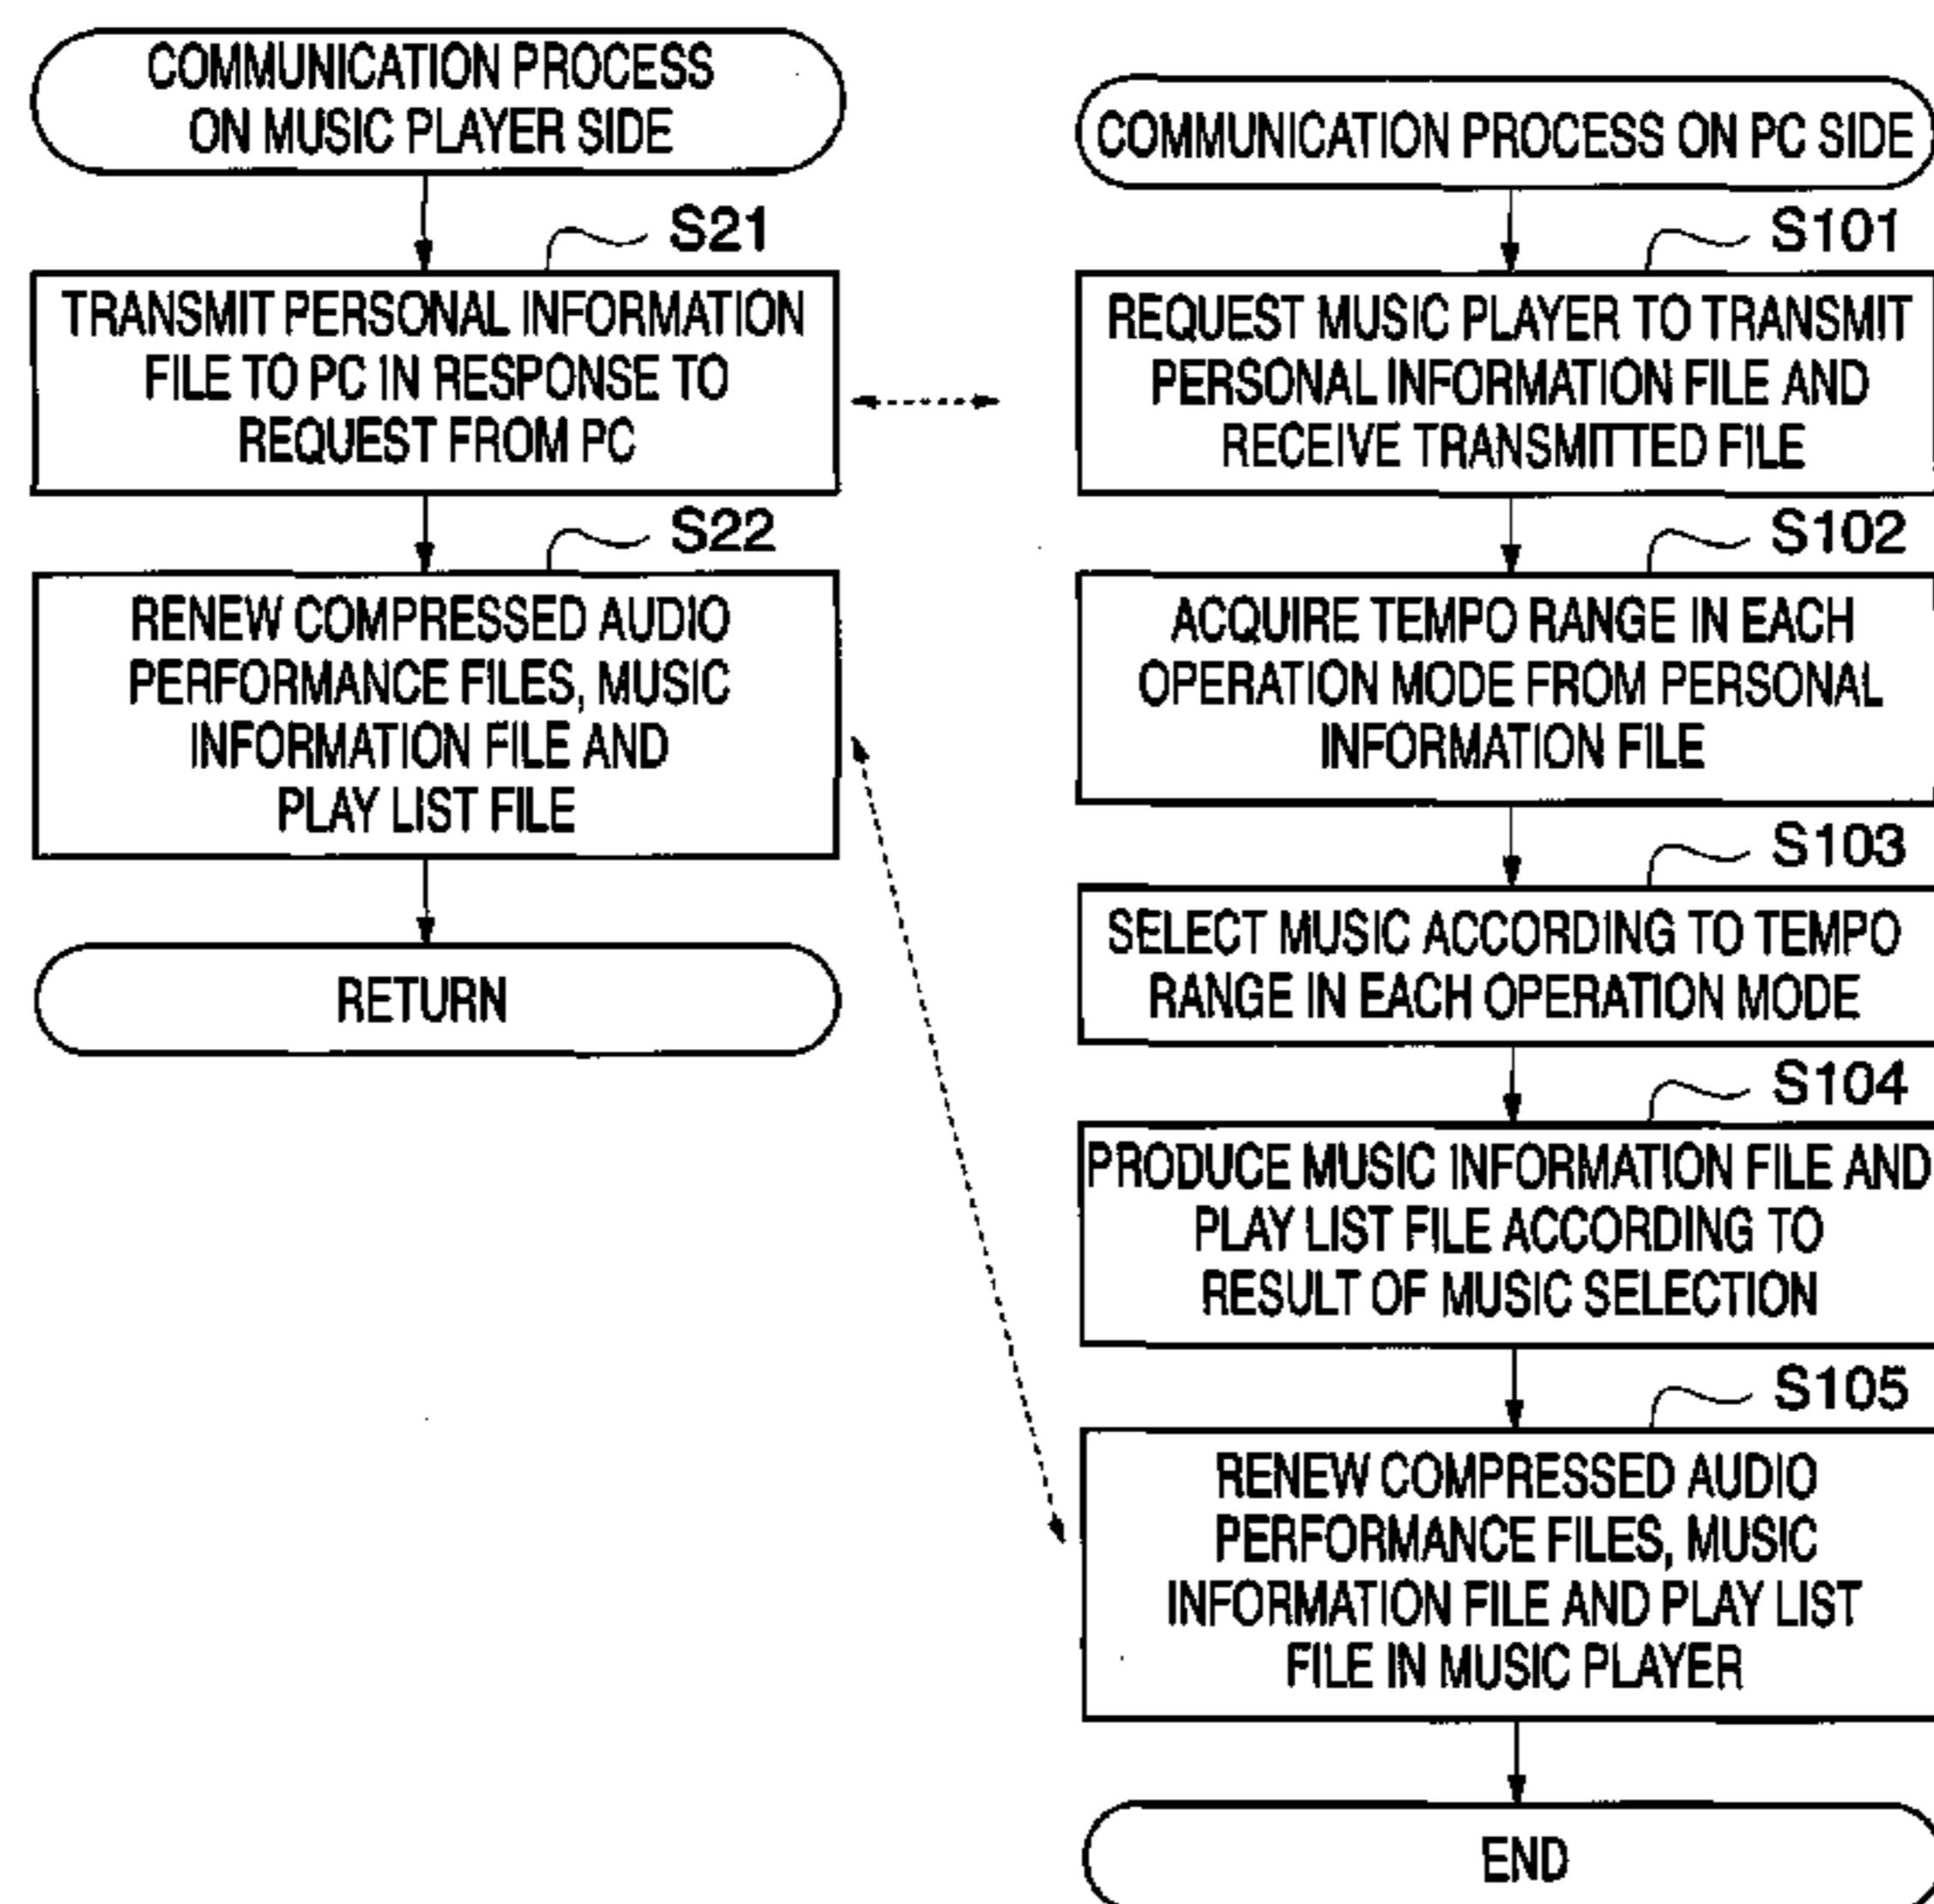 COMMUNICATION PROCESS
ON MUSIC PLAYER SIDE
S21
TRANSMIT PERSONAL INFORMATION
FILE TO PC IN RESPONSE TO
REQUEST FROM PC
S22
RENEW COMPRESSED AUDIO
PERFORMANCE FILES, MUSIC
INFORMATION FILE AND
PLAY LIST FILE
RETURN
COMMUNICATION PROCESS ON PC SIDE
S101
REQUEST MUSIC PLAYER TO TRANSMIT
PERSONAL INFORMATION FILE AND
RECEIVE TRANSMITTED FILE
S102
ACQUIRE TEMPO RANGE IN EACH
OPERATION MODE FROM PERSONAL
INFORMATION FILE
S103
SELECT MUSIC ACCORDING TO TEMPO
RANGE IN EACH OPERATION MODE
S104
PRODUCE MUSIC INFORMATION FILE AND
PLAY LIST FILE ACCORDING TO
RESULT OF MUSIC SELECTION
S105
RENEW COMPRESSED AUDIO
PERFORMANCE FILES, MUSIC
INFORMATION FILE AND PLAY LIST
FILE IN MUSIC PLAYER
END